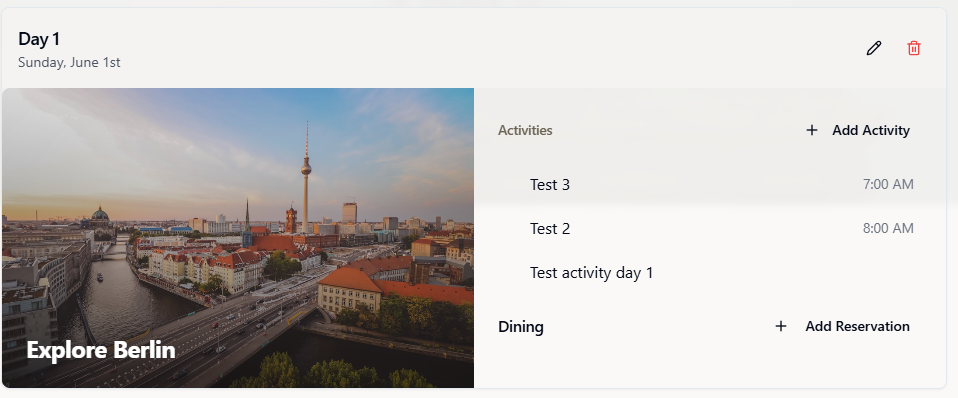 Day 1
Sunday, June 1st
Explore Berlin
Activities
Add Activity
Test 3 7:00 AM
Test 2 8:00 AM
Test activity day 1
Dining
Add Reservation